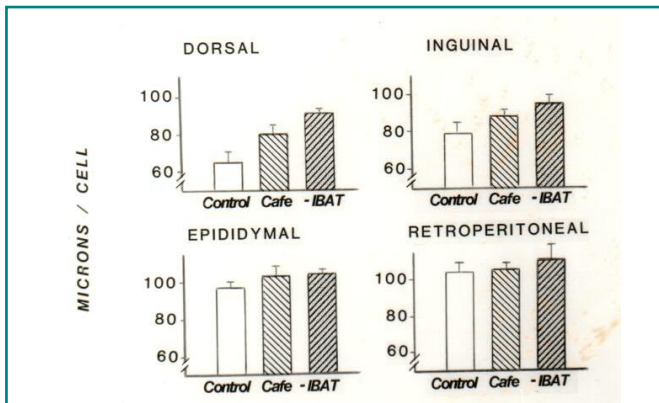 DORSAL
INGUINAL
MICRONS / CELL
100
80
60
Control Cafe - IBAT
100
80
60
Control Cafe - IBAT
EPIDIDYMAL
RETROPERITONEAL
100
80
60
Control Cafe - IBAT
100
80
60
Control Cafe - IBAT